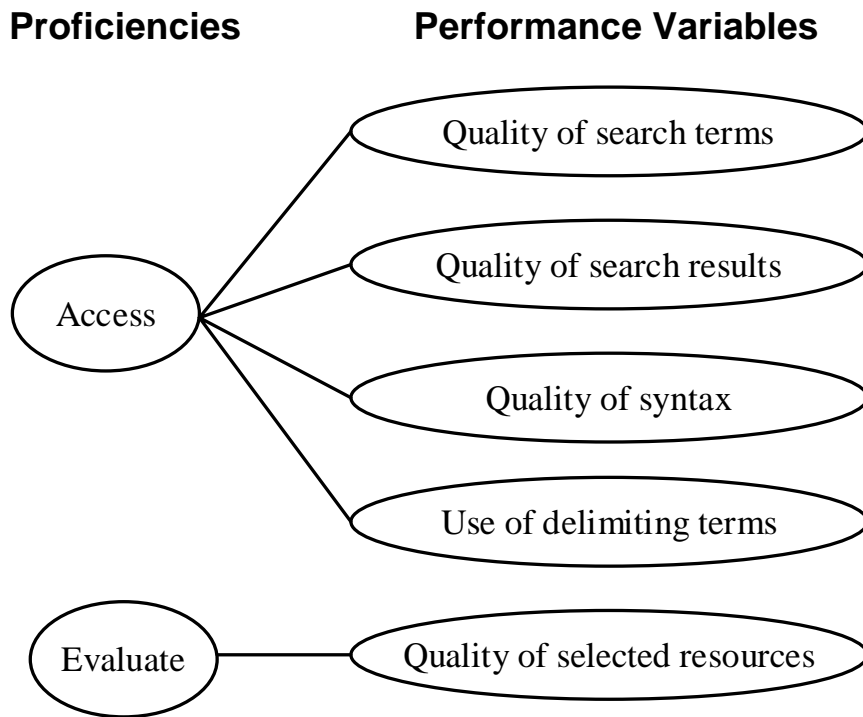 Proficiencies
Performance Variables
Quality of search terms
Quality of search results
Access
Quality of syntax
Use of delimiting terms
Evaluate
Quality of selected resources